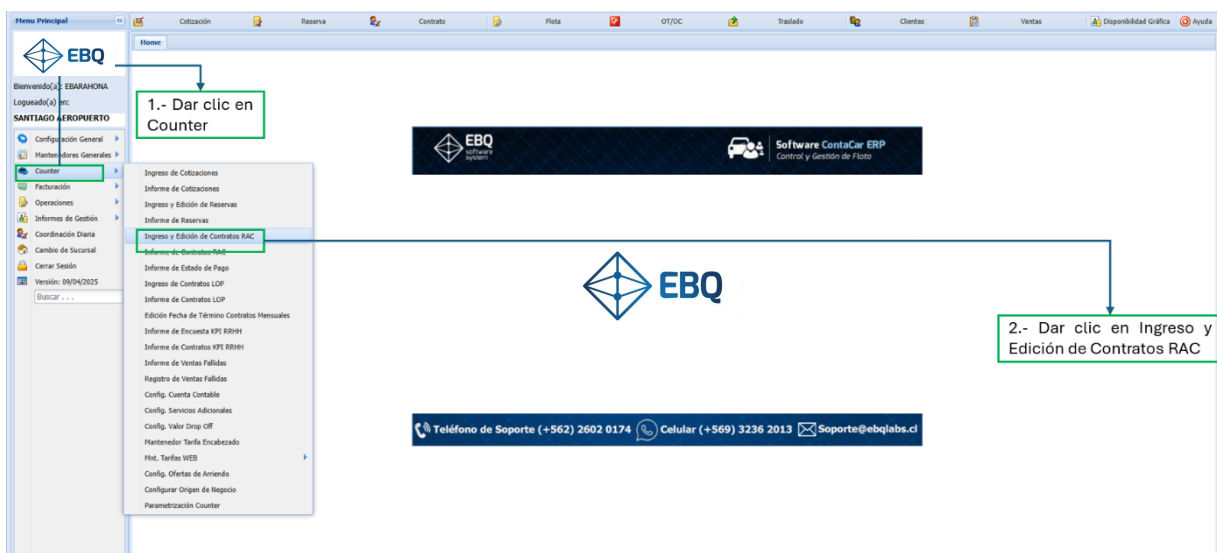 Menu Principal
Cotización
Reserva
Contrato
Flota
OT/OC
Traslado
Clientes
Ventas
Disponibilidad Gráfica
Ayuda
Home
EBQ
Bienvenido(a): EBARAHONA
Logueado(a) en:
SANTIAGO AEROPUERTO
1.- Dar clic en
Counter
Configuración General
Mantenedores Generales
Counter
Facturación
Operaciones
Informes de Gestión
Coordinación Diaria
Cambio de Sucursal
Cerrar Sesión
Versión: 09/04/2025
Buscar . . .
Ingreso de Cotizaciones
Informe de Cotizaciones
Ingreso y Edición de Reservas
Informe de Reservas
Ingreso y Edición de Contratos RAC
Informe de Contratos RAC
Informe de Estado de Pago
Ingreso de Contratos LOP
Informe de Contratos LOP
Edición Fecha de Término Contratos Mensuales
Informe de Encuesta KPI RRHH
Informe de Contratos KPI RRHH
Informe de Ventas Fallidas
Registro de Ventas Fallidas
Config. Cuenta Contable
Config. Servicios Adicionales
Config. Valor Drop Off
Mantenedor Tarifa Encabezado
Mnt. Tarifas WEB
Config. Ofertas de Arriendo
Configurar Origen de Negocio
Parametrización Counter
EBQ
software
system
Software ContaCar ERP
Control y Gestión de Flota
EBQ
2.- Dar clic en Ingreso y
Edición de Contratos RAC
Teléfono de Soporte (+562) 2602 0174 Celular (+569) 3236 2013 Soporte@ebqlabs.cl